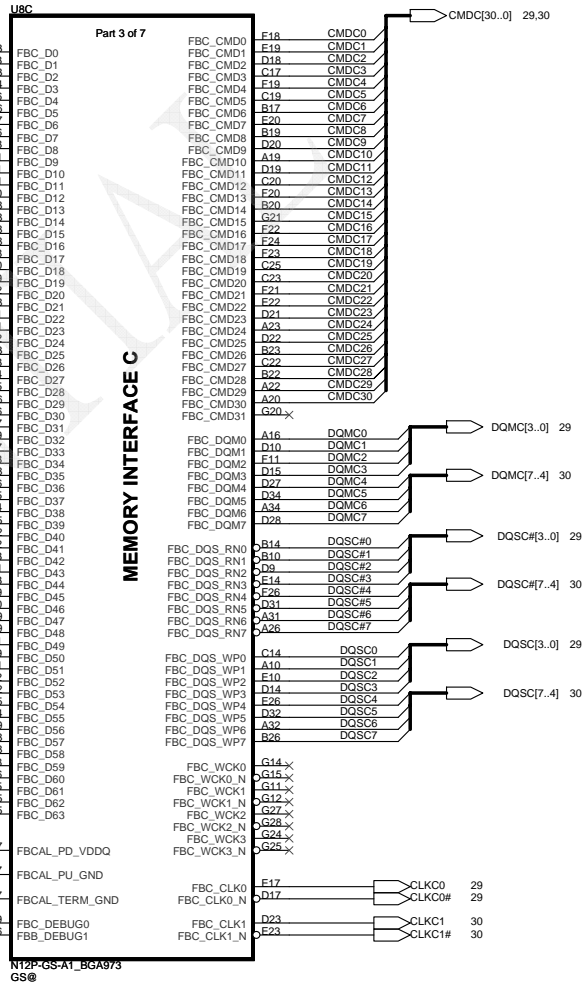 U8C
Part 3 of 7
MEMORY INTERFACE C
FBC_D0
FBC_D1
FBC_D2
FBC_D3
FBC_D4
FBC_D5
FBC_D6
FBC_D7
FBC_D8
FBC_D9
FBC_D10
FBC_D11
FBC_D12
FBC_D13
FBC_D14
FBC_D15
FBC_D16
FBC_D17
FBC_D18
FBC_D19
FBC_D20
FBC_D21
FBC_D22
FBC_D23
FBC_D24
FBC_D25
FBC_D26
FBC_D27
FBC_D28
FBC_D29
FBC_D30
FBC_D31
FBC_D32
FBC_D33
FBC_D34
FBC_D35
FBC_D36
FBC_D37
FBC_D38
FBC_D39
FBC_D40
FBC_D41
FBC_D42
FBC_D43
FBC_D44
FBC_D45
FBC_D46
FBC_D47
FBC_D48
FBC_D49
FBC_D50
FBC_D51
FBC_D52
FBC_D53
FBC_D54
FBC_D55
FBC_D56
FBC_D57
FBC_D58
FBC_D59
FBC_D60
FBC_D61
FBC_D62
FBC_D63
FBCAL_PD_VDDQ
FBCAL_PU_GND
FBCAL_TERM_GND
FBC_DEBUG0
FBB_DEBUG1
FBC_CMD0 F18 CMDC0
FBC_CMD1 E19 CMDC1
FBC_CMD2 D18 CMDC2
FBC_CMD3 C17 CMDC3
FBC_CMD4 F19 CMDC4
FBC_CMD5 C19 CMDC5
FBC_CMD6 B17 CMDC6
FBC_CMD7 E20 CMDC7
FBC_CMD8 B19 CMDC8
FBC_CMD9 D20 CMDC9
FBC_CMD10 A19 CMDC10
FBC_CMD11 D19 CMDC11
FBC_CMD12 C20 CMDC12
FBC_CMD13 F20 CMDC13
FBC_CMD14 B20 CMDC14
FBC_CMD15 G21 CMDC15
FBC_CMD16 F22 CMDC16
FBC_CMD17 F24 CMDC17
FBC_CMD18 F23 CMDC18
FBC_CMD19 C25 CMDC19
FBC_CMD20 C23 CMDC20
FBC_CMD21 F21 CMDC21
FBC_CMD22 E22 CMDC22
FBC_CMD23 D21 CMDC23
FBC_CMD24 A23 CMDC24
FBC_CMD25 D22 CMDC25
FBC_CMD26 B23 CMDC26
FBC_CMD27 C22 CMDC27
FBC_CMD28 B22 CMDC28
FBC_CMD29 A22 CMDC29
FBC_CMD30 A20 CMDC30
FBC_CMD31 G20
CMDC[30..0] 29,30
FBC_DQM0 A16 DQMC0
FBC_DQM1 D10 DQMC1
FBC_DQM2 F11 DQMC2
FBC_DQM3 D15 DQMC3
FBC_DQM4 D27 DQMC4
FBC_DQM5 D34 DQMC5
FBC_DQM6 A34 DQMC6
FBC_DQM7 D28 DQMC7
DQMC[3..0] 29
DQMC[7..4] 30
FBC_DQS_RN0 B14 DQSC#0
FBC_DQS_RN1 B10 DQSC#1
FBC_DQS_RN2 D9 DQSC#2
FBC_DQS_RN3 E14 DQSC#3
FBC_DQS_RN4 F26 DQSC#4
FBC_DQS_RN5 D31 DQSC#5
FBC_DQS_RN6 A31 DQSC#6
FBC_DQS_RN7 A26 DQSC#7
DQSC#[3..0] 29
DQSC#[7..4] 30
FBC_DQS_WP0 C14 DQSC0
FBC_DQS_WP1 A10 DQSC1
FBC_DQS_WP2 E10 DQSC2
FBC_DQS_WP3 D14 DQSC3
FBC_DQS_WP4 E26 DQSC4
FBC_DQS_WP5 D32 DQSC5
FBC_DQS_WP6 A32 DQSC6
FBC_DQS_WP7 B26 DQSC7
DQSC[3..0] 29
DQSC[7..4] 30
FBC_WCK0 G14
FBC_WCK0_N G15
FBC_WCK1 G11
FBC_WCK1_N G12
FBC_WCK2 G27
FBC_WCK2_N G28
FBC_WCK3 G24
FBC_WCK3_N G25
FBC_CLK0 E17 CLKC0 29
FBC_CLK0_N D17 CLKC0# 29
FBC_CLK1 D23 CLKC1 30
FBC_CLK1_N E23 CLKC1# 30
N12P-GS-A1_BGA973
GS@